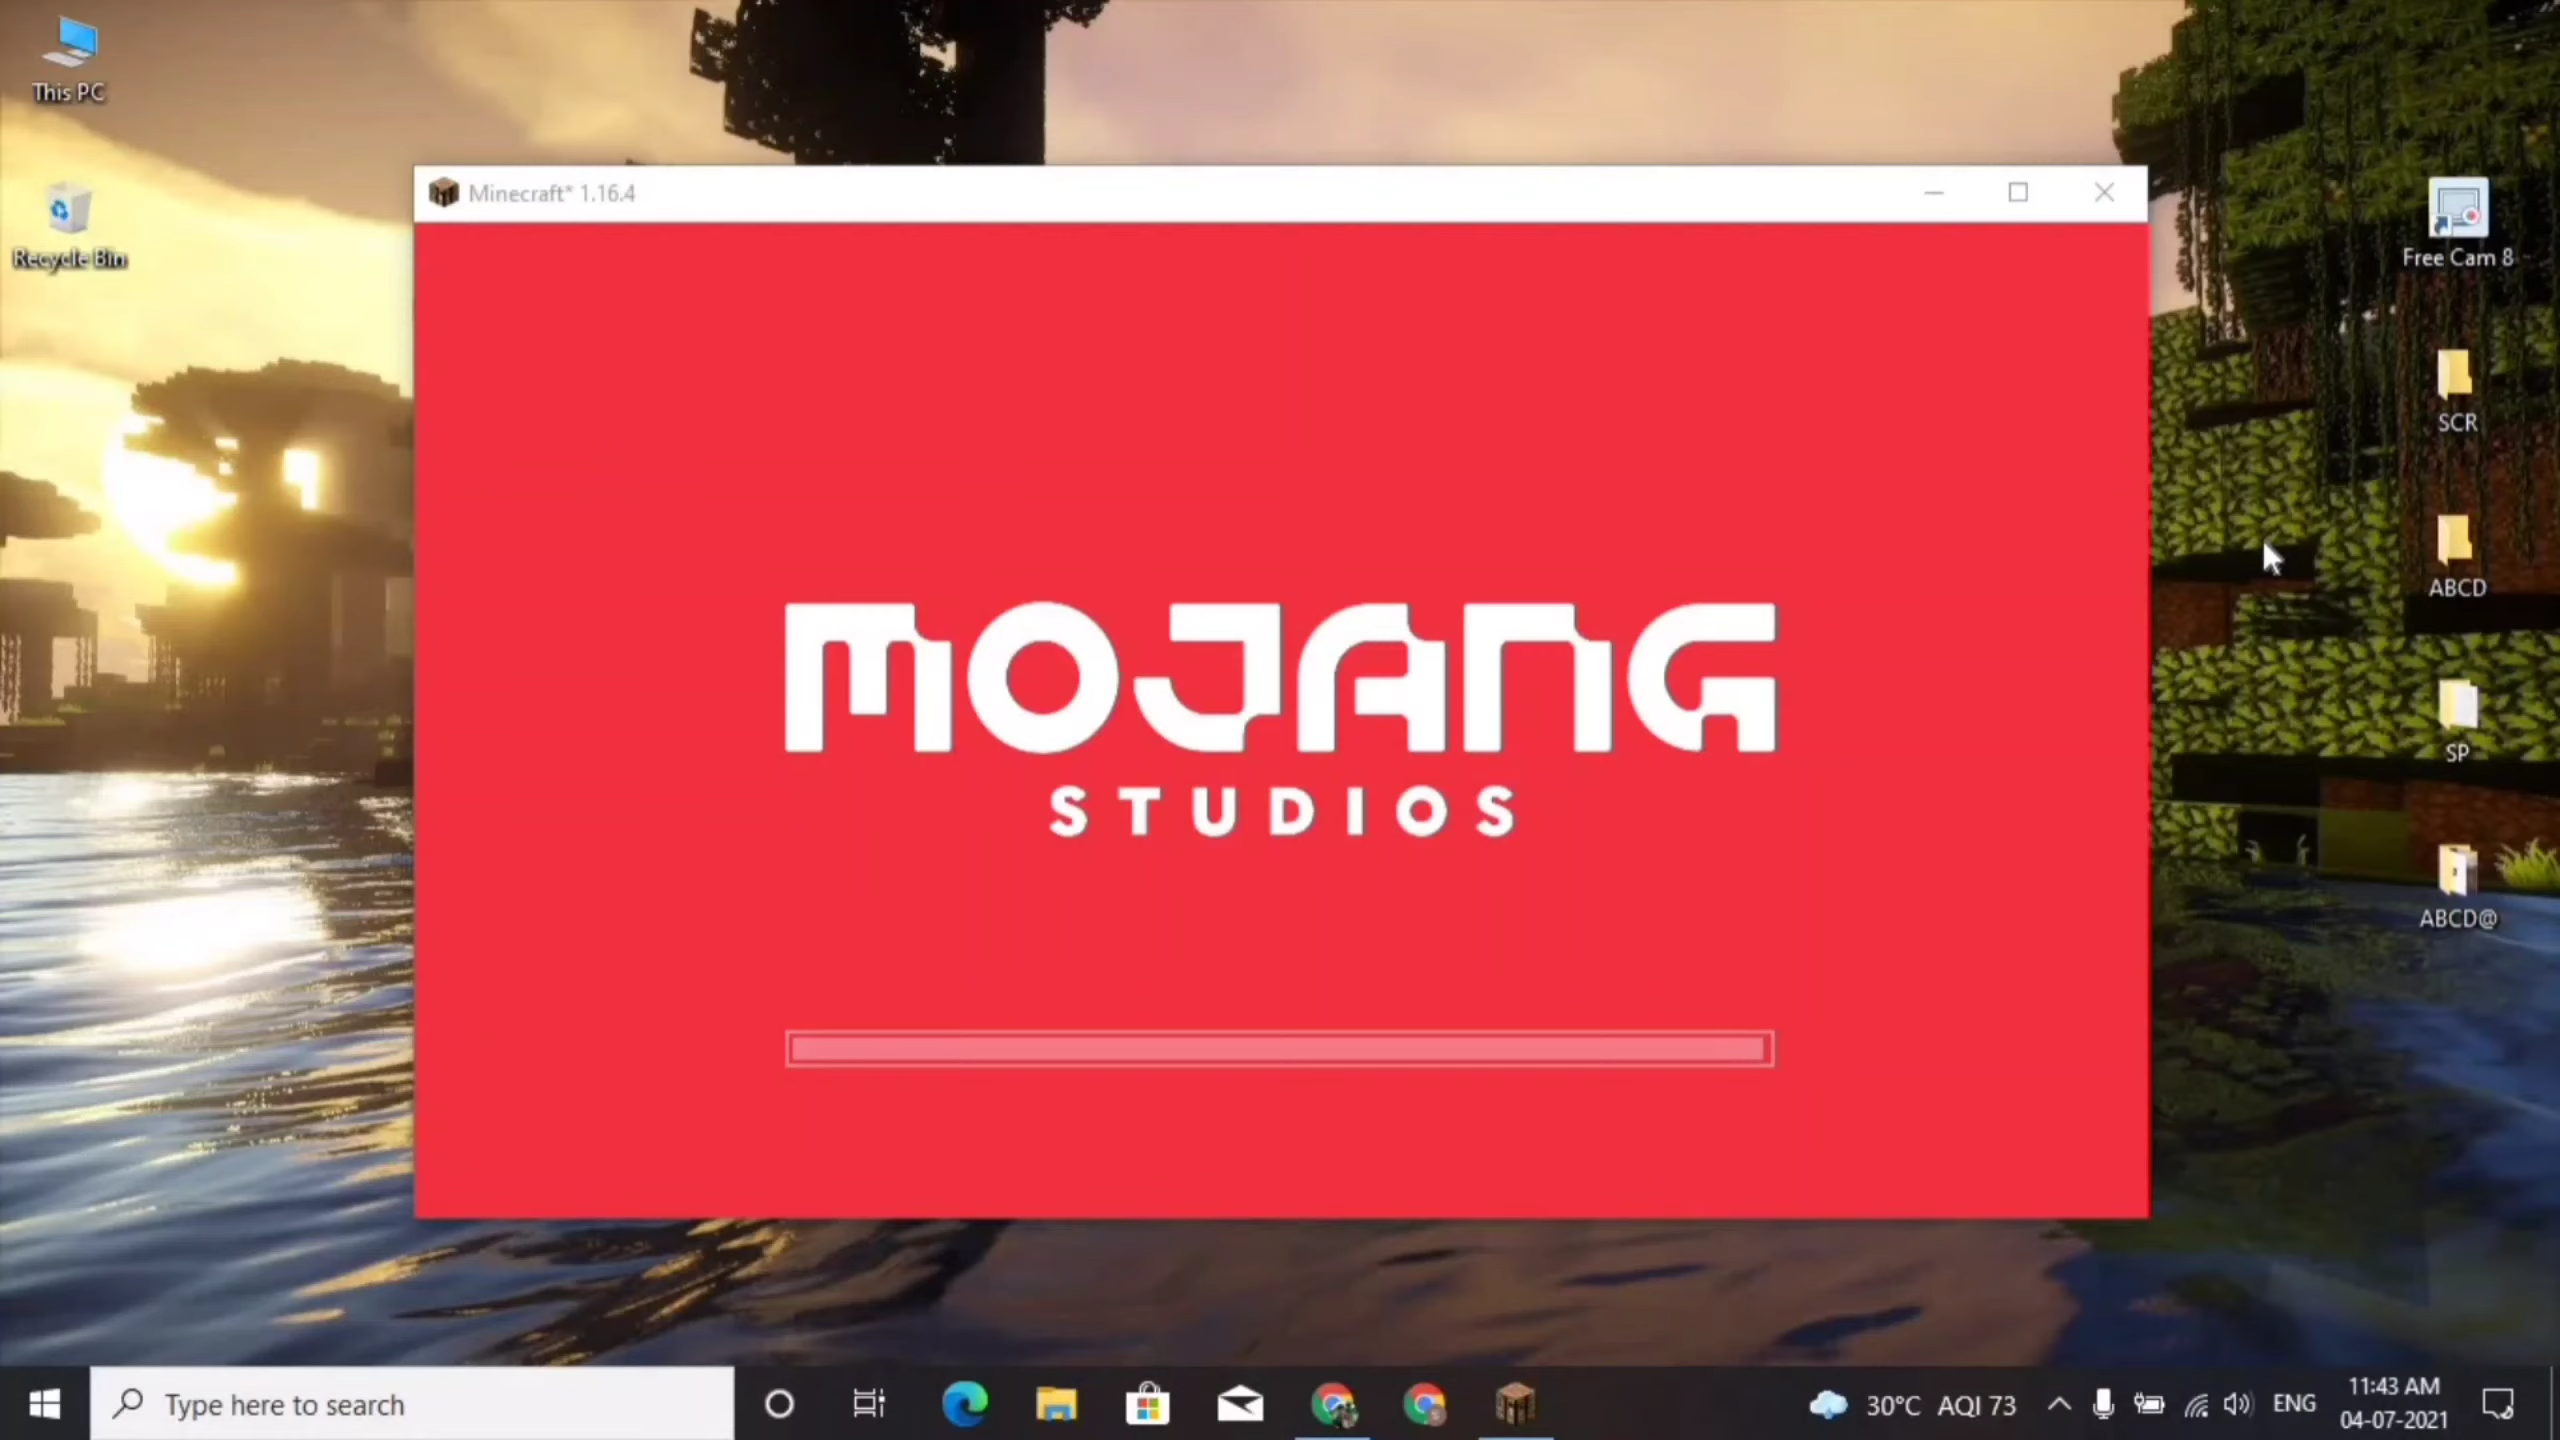 This PC
Recycle Bin
Minecraft* 1.16.4
MOJANG
STUDIOS
Free Cam 8
SCR
ABCD
SP
ABCD@
Type here to search
30°C AQI 73
ENG
11:43 AM
04-07-2021